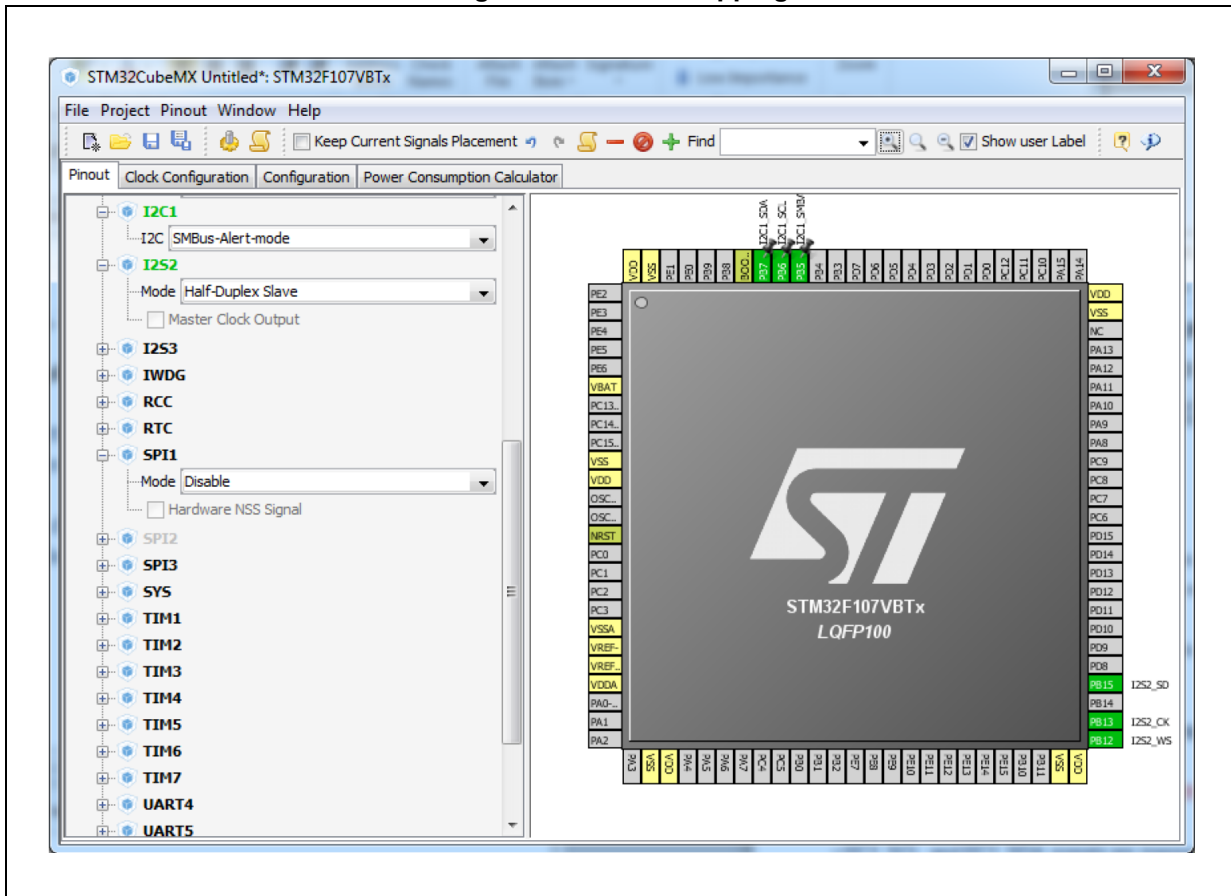 STM32CubeMX Untitled*: STM32F107VBTx
File Project Pinout Window Help
Keep Current Signals Placement Find Show user Label
Pinout Clock Configuration Configuration Power Consumption Calculator
I2C1
I2C SMBus-Alert-mode
I2S2
Mode Half-Duplex Slave
Master Clock Output
I2S3
IWDG
RCC
RTC
SPI1
Mode Disable
Hardware NSS Signal
SPI2
SPI3
SYS
TIM1
TIM2
TIM3
TIM4
TIM5
TIM6
TIM7
UART4
UART5
I2C1_SDA
I2C1_SCL
VDD
VSS
PE1
PE0
PB9
PB8
BOO...
PB7
PB6
PB5
PB4
PB3
PD7
PD6
PD5
PD4
PD3
PD2
PD1
PD0
PC12
PC11
PC10
PA15
PA14
PE2
PE3
PE4
PE5
PE6
VBAT
PC13..
PC14..
PC15..
VSS
VDD
OSC..
OSC..
NRST
PC0
PC1
PC2
PC3
VSSA
VREF-
VREF..
VDDA
PA0-..
PA1
PA2
STM32F107VBTx
LQFP100
VDD
VSS
NC
PA13
PA12
PA11
PA10
PA9
PA8
PC9
PC8
PC7
PC6
PD15
PD14
PD13
PD12
PD11
PD10
PD9
PD8
PB15 I2S2_SD
PB14
PB13 I2S2_CK
PB12 I2S2_WS
PA3
VSS
VDD
PA4
PA5
PA6
PA7
PC4
PC5
PB0
PB1
PB2
PE7
PE8
PE9
PE10
PE11
PE12
PE13
PE14
PE15
PB10
PB11
VSS
VDD